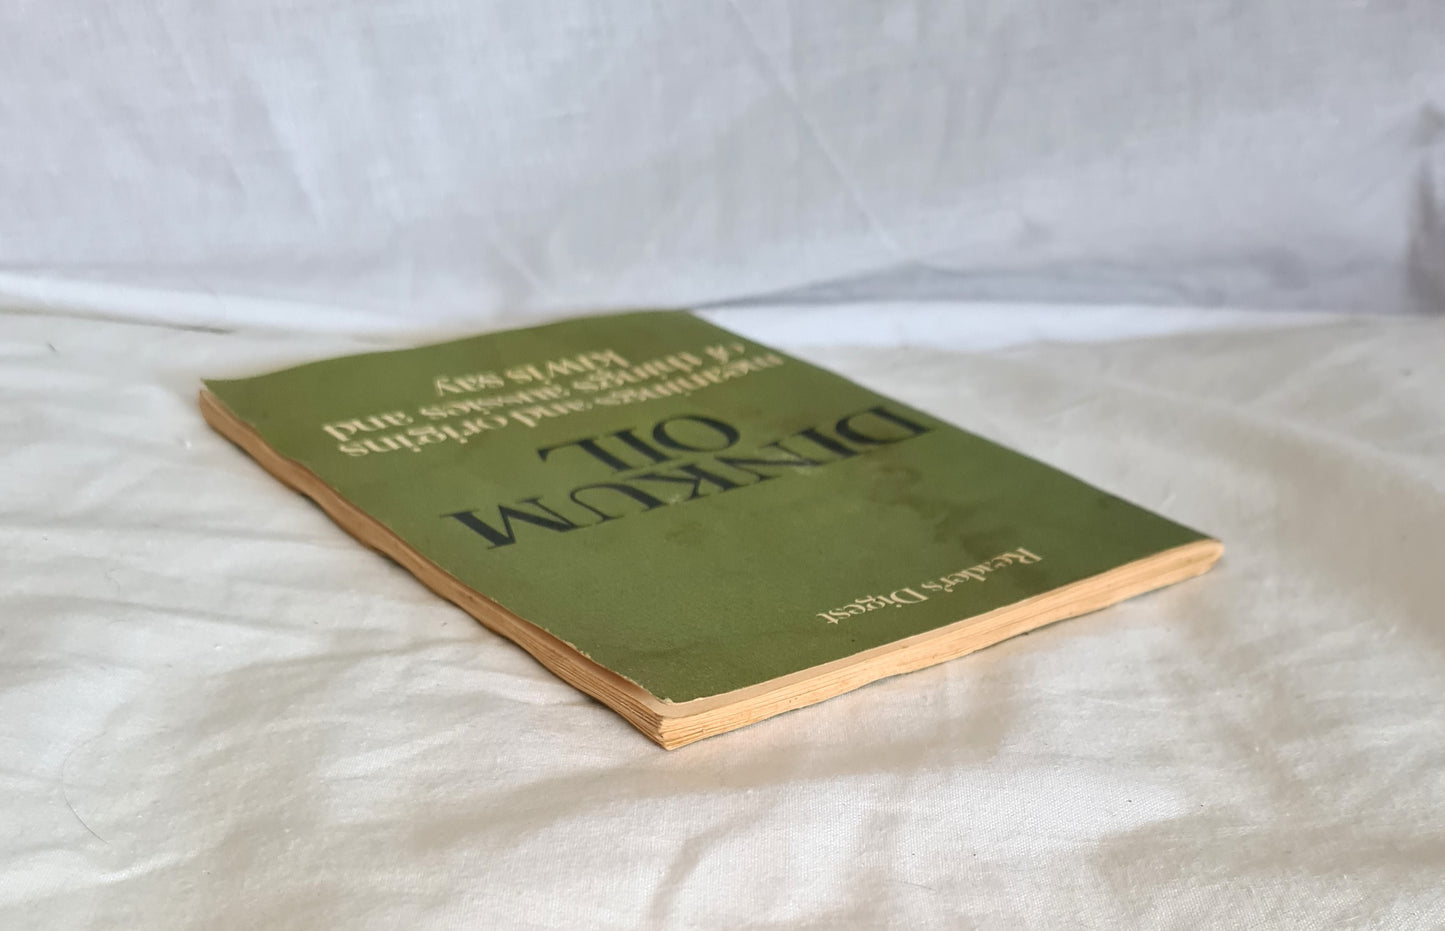 Reader's Digest
DINKUM
OIL
meanings and origins
of things aussies and
kiwis say